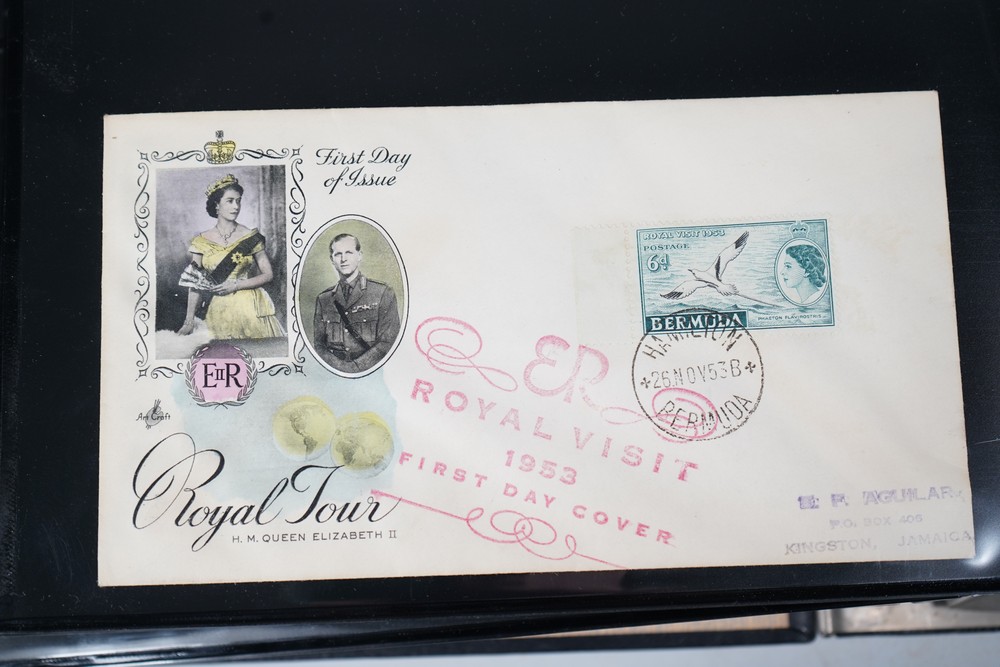 First Day
of Issue
EIIR
Art Craft
Royal Tour
H. M. QUEEN ELIZABETH II
ROYAL VISIT 1953
POSTAGE
6d
BERMUDA
PHAETON FLAVIROSTRIS
HAMILTON
26 NOV 53 B
BERMUDA
ER
ROYAL VISIT
1953
FIRST DAY COVER
E. F. AGUILAR,
P.O. BOX 406
KINGSTON, JAMAICA